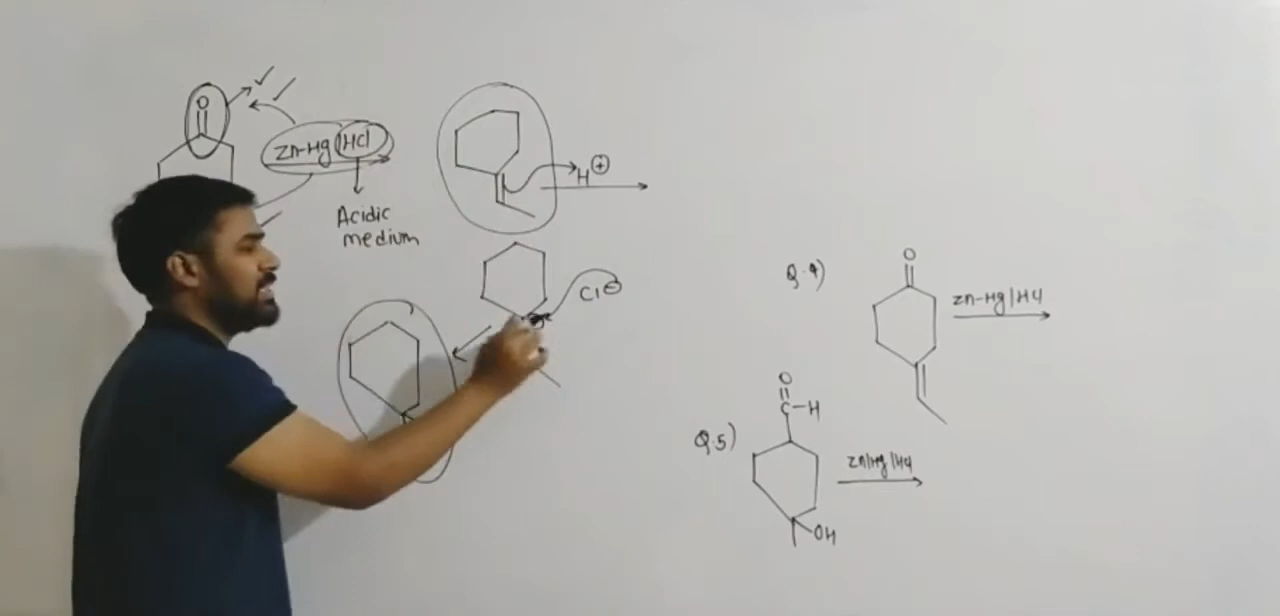 O
Zn-Hg HCl
Acidic
medium
H⊕
Cl⊖
Q.4)
O
Zn-Hg|HCl
O
C-H
Q.5)
Zn|Hg|HCl
OH